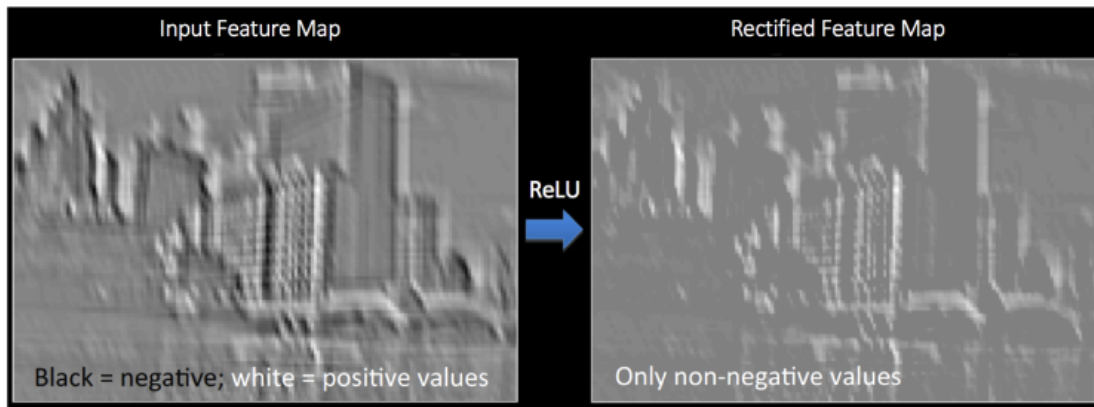 Input Feature Map
Rectified Feature Map
ReLU
Black = negative; white = positive values
Only non-negative values